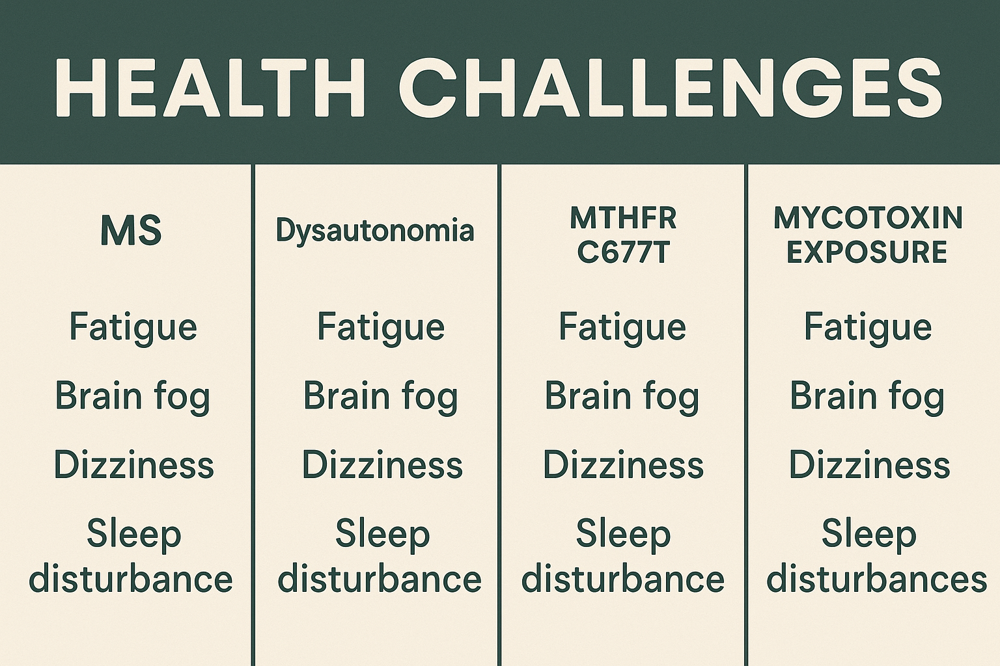 HEALTH CHALLENGES
MS
Fatigue
Brain fog
Dizziness
Sleep
disturbance
Dysautonomia
Fatigue
Brain fog
Dizziness
Sleep
disturbance
MTHFR
C677T
Fatigue
Brain fog
Dizziness
Sleep
disturbance
MYCOTOXIN
EXPOSURE
Fatigue
Brain fog
Dizziness
Sleep
disturbances